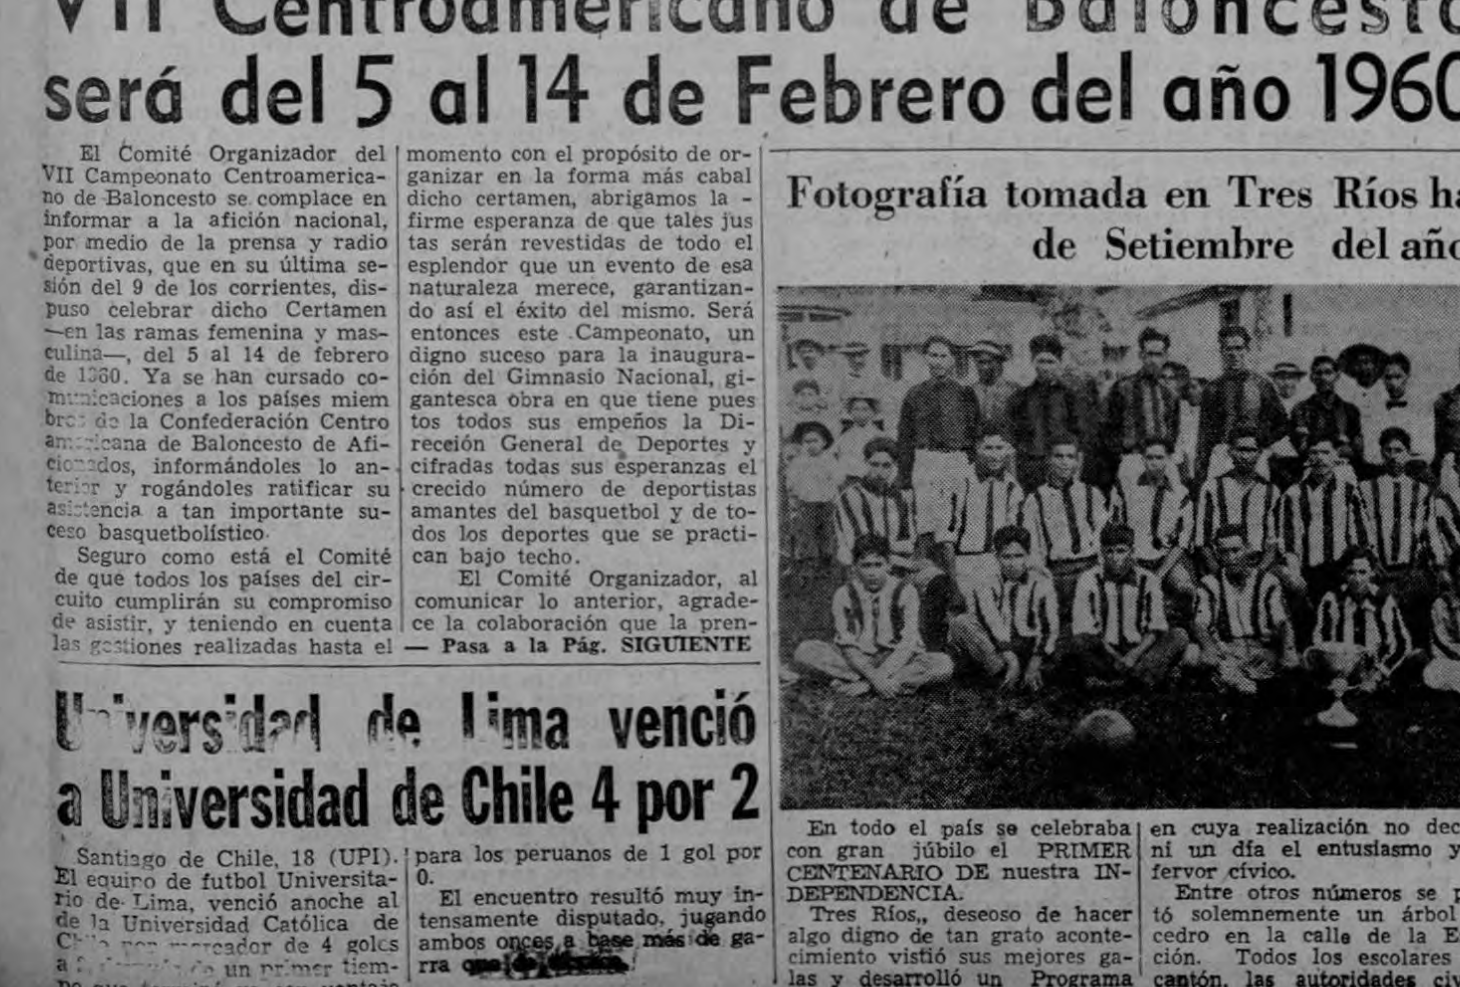 VII Centroamericano de Baloncesto
será del 5 al 14 de Febrero del año 1960
El Comité Organizador del
VII Campeonato Centroamerica-
no de Baloncesto se complace en
informar a la afición nacional,
por medio de la prensa y radio
deportivas, que en su última se-
sión del 9 de los corrientes, dis-
puso celebrar dicho Certamen
—en las ramas femenina y mas-
culina—, del 5 al 14 de febrero
de 1960. Ya se han cursado co-
municaciones a los países miem
bros de la Confederación Centro
americana de Baloncesto de Afi-
cionados, informándoles lo an-
terior y rogándoles ratificar su
asistencia a tan importante su-
ceso basquetbolístico.
Seguro como está el Comité
de que todos los países del cir-
cuito cumplirán su compromiso
de asistir, y teniendo en cuenta
las gestiones realizadas hasta el
momento con el propósito de or-
ganizar en la forma más cabal
dicho certamen, abrigamos la -
firme esperanza de que tales jus
tas serán revestidas de todo el
esplendor que un evento de esa
naturaleza merece, garantizan-
do así el éxito del mismo. Será
entonces este Campeonato, un
digno suceso para la inaugura-
ción del Gimnasio Nacional, gi-
gantesca obra en que tiene pues
tos todos sus empeños la Di-
receión General de Deportes y
cifradas todas sus esperanzas el
crecido número de deportistas
amantes del basquetbol y de to-
dos los deportes que se practi-
can bajo techo.
El Comité Organizador, al
comunicar lo anterior, agrade-
ce la colaboración que la pren-
— Pasa a la Pág. SIGUIENTE
Universidad de Lima venció
a Universidad de Chile 4 por 2
Santiago de Chile, 18 (UPI).
El equipo de futbol Universita-
rio de Lima, venció anoche al
de la Universidad Católica de
Chile por marcador de 4 goles
a un primer tiem-
para los peruanos de 1 gol por
0.
El encuentro resultó muy in-
tensamente disputado, jugando
ambos onces a base más de ga-
rra
Fotografía tomada en Tres Ríos ha
de Setiembre del año
En todo el país se celebraba
con gran júbilo el PRIMER
CENTENARIO DE nuestra IN-
DEPENDENCIA.
Tres Ríos,, deseoso de hacer
algo digno de tan grato aconte-
cimiento vistió sus mejores ga-
las y desarrolló un Programa
en cuya realización no dec
ni un día el entusiasmo y
fervor cívico.
Entre otros números se p
tó solemnemente un árbol
cedro en la calle de la E
ción. Todos los escolares
cantón, las autoridades civ